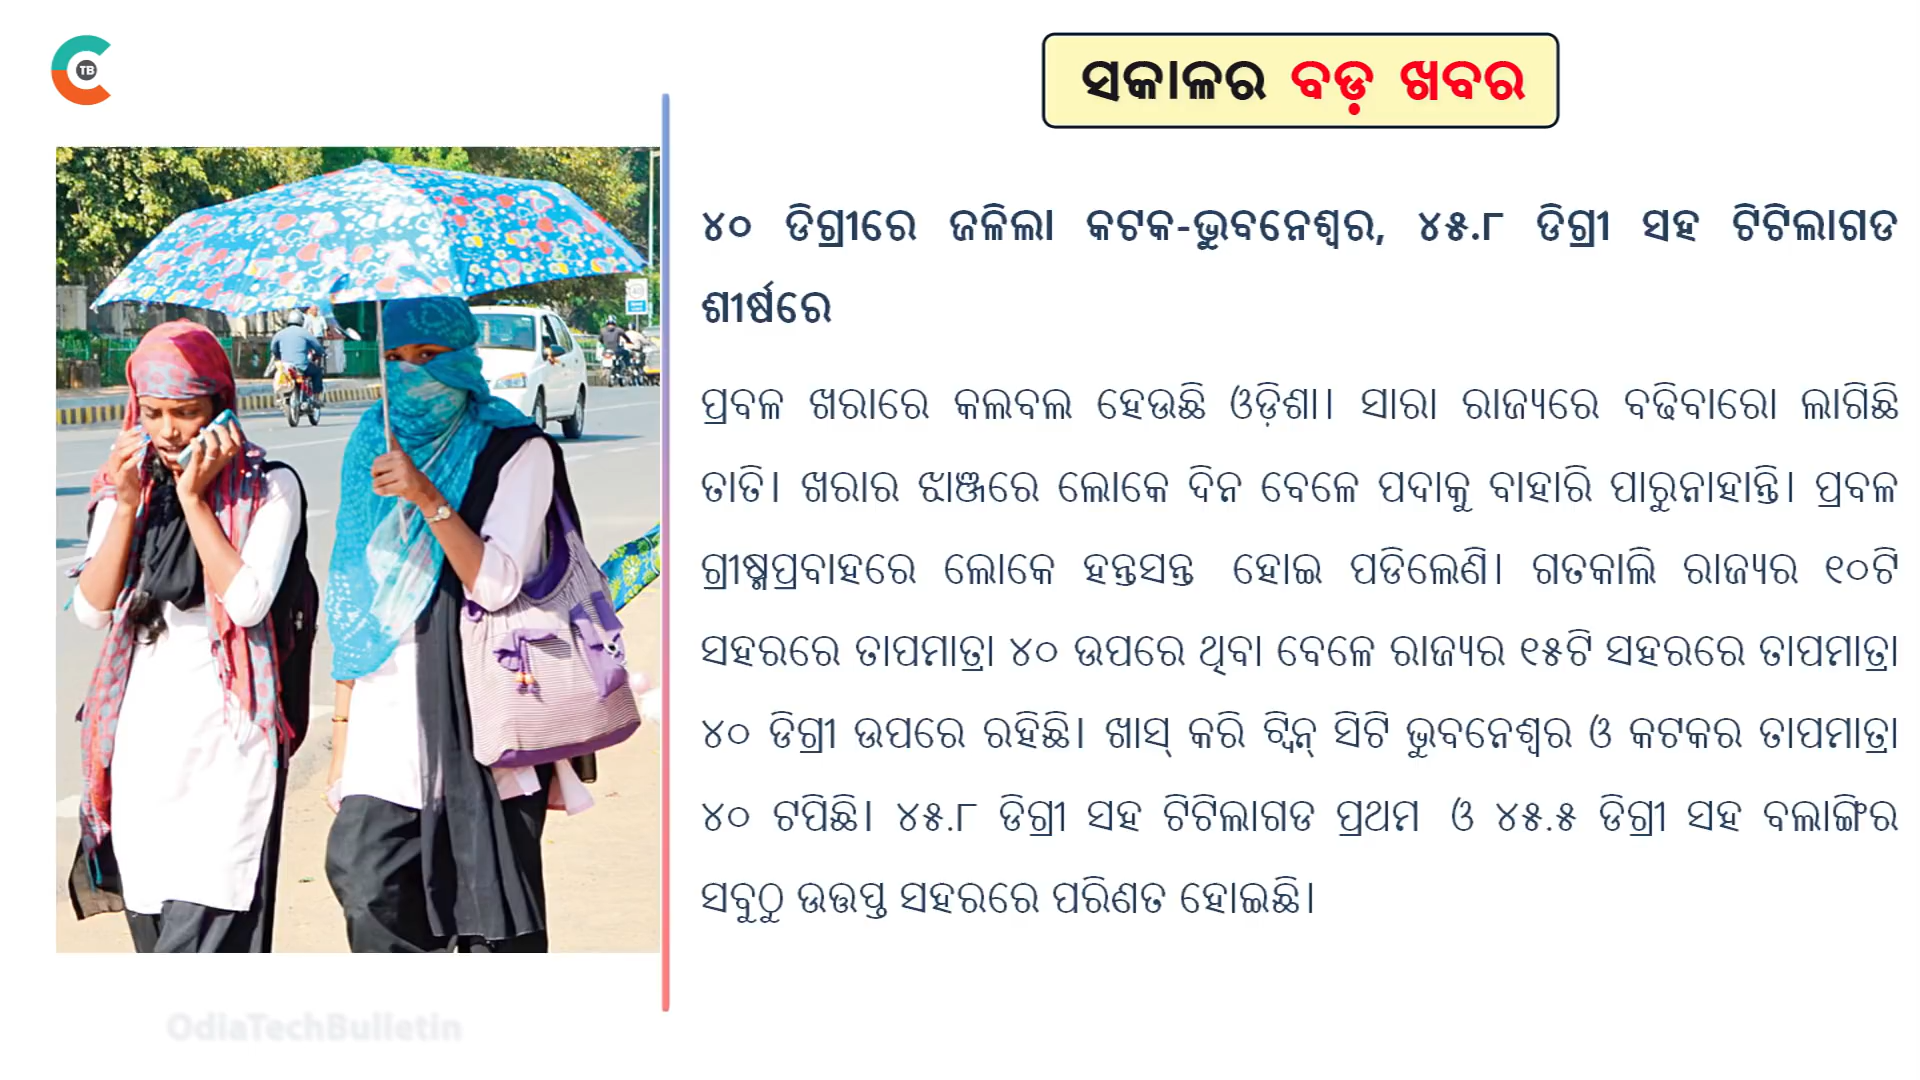 TB
ସକାଳର ବଡ଼ ଖବର
୪୦ ଡିଗ୍ରୀରେ ଜଳିଲା କଟକ-ଭୁବନେଶ୍ୱର, ୪୫.୮ ଡିଗ୍ରୀ ସହ ଟିଟିଲାଗଡ
ଶୀର୍ଷରେ
ପ୍ରବଳ ଖରାରେ କଲବଲ ହେଉଛି ଓଡ଼ିଶା। ସାରା ରାଜ୍ୟରେ ବଢିବାରୋ ଲାଗିଛି
ତାତି। ଖରାର ଝାଞ୍ଜରେ ଲୋକେ ଦିନ ବେଳେ ପଦାକୁ ବାହାରି ପାରୁନାହାନ୍ତି। ପ୍ରବଳ
ଗ୍ରୀଷ୍ମପ୍ରବାହରେ ଲୋକେ ହନ୍ତସନ୍ତ ହୋଇ ପଡିଲେଣି। ଗତକାଲି ରାଜ୍ୟର ୧୦ଟି
ସହରରେ ତାପମାତ୍ରା ୪୦ ଉପରେ ଥିବା ବେଳେ ରାଜ୍ୟର ୧୫ଟି ସହରରେ ତାପମାତ୍ରା
୪୦ ଡିଗ୍ରୀ ଉପରେ ରହିଛି। ଖାସ୍ କରି ଟ୍ୱିନ୍ ସିଟି ଭୁବନେଶ୍ୱର ଓ କଟକର ତାପମାତ୍ରା
୪୦ ଟପିଛି। ୪୫.୮ ଡିଗ୍ରୀ ସହ ଟିଟିଲାଗଡ ପ୍ରଥମ ଓ ୪୫.୫ ଡିଗ୍ରୀ ସହ ବଲାଙ୍ଗିର
ସବୁଠୁ ଉତ୍ତପ୍ତ ସହରରେ ପରିଣତ ହୋଇଛି।
OdiaTechBulletin